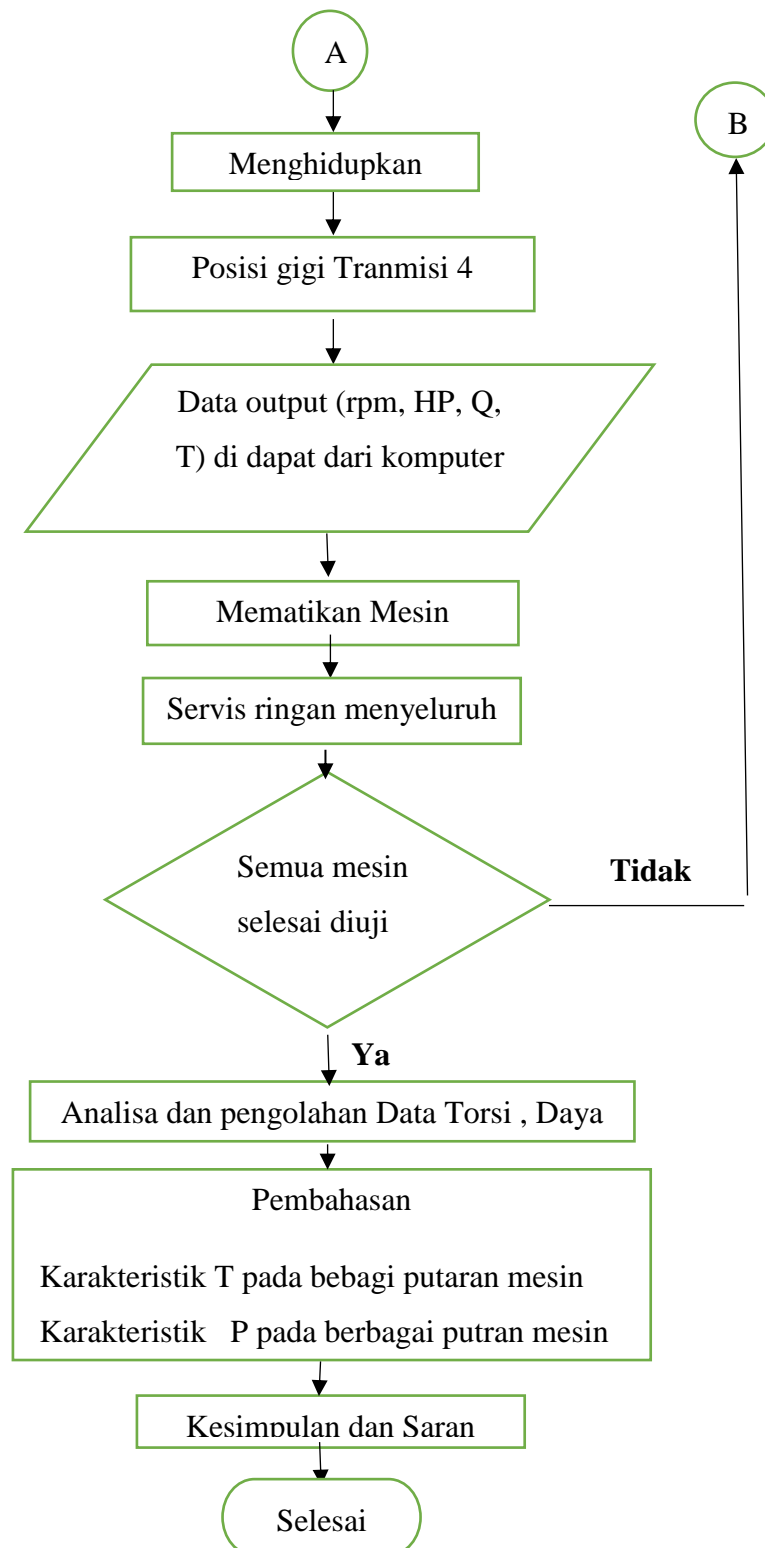 A
B
Menghidupkan
Posisi gigi Tranmisi 4
Data output (rpm, HP, Q,
T) di dapat dari komputer
Mematikan Mesin
Servis ringan menyeluruh
Semua mesin
selesai diuji
Tidak
Ya
Analisa dan pengolahan Data Torsi , Daya
Pembahasan
Karakteristik T pada bebagi putaran mesin
Karakteristik P pada berbagai putran mesin
Kesimpulan dan Saran
Selesai